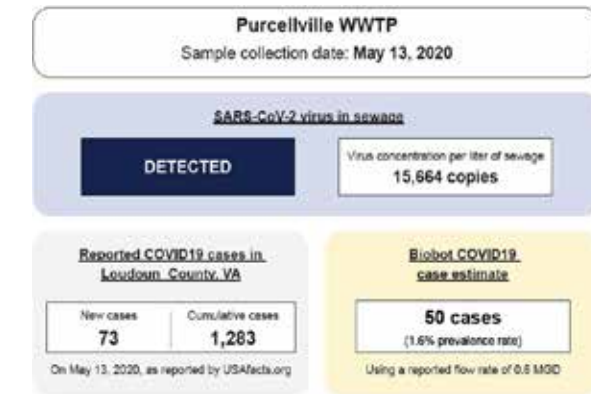 Purcellville WWTP
Sample collection date: May 13, 2020
SARS-CoV-2 virus in sewage
DETECTED
Virus concentration per liter of sewage
15,664 copies
Reported COVID19 cases in
Loudoun County, VA
New cases
73
Cumulative cases
1,283
On May 13, 2020, as reported by USAfacts.org
Biobot COVID19
case estimate
50 cases
(1.6% prevalence rate)
Using a reported flow rate of 0.6 MGD